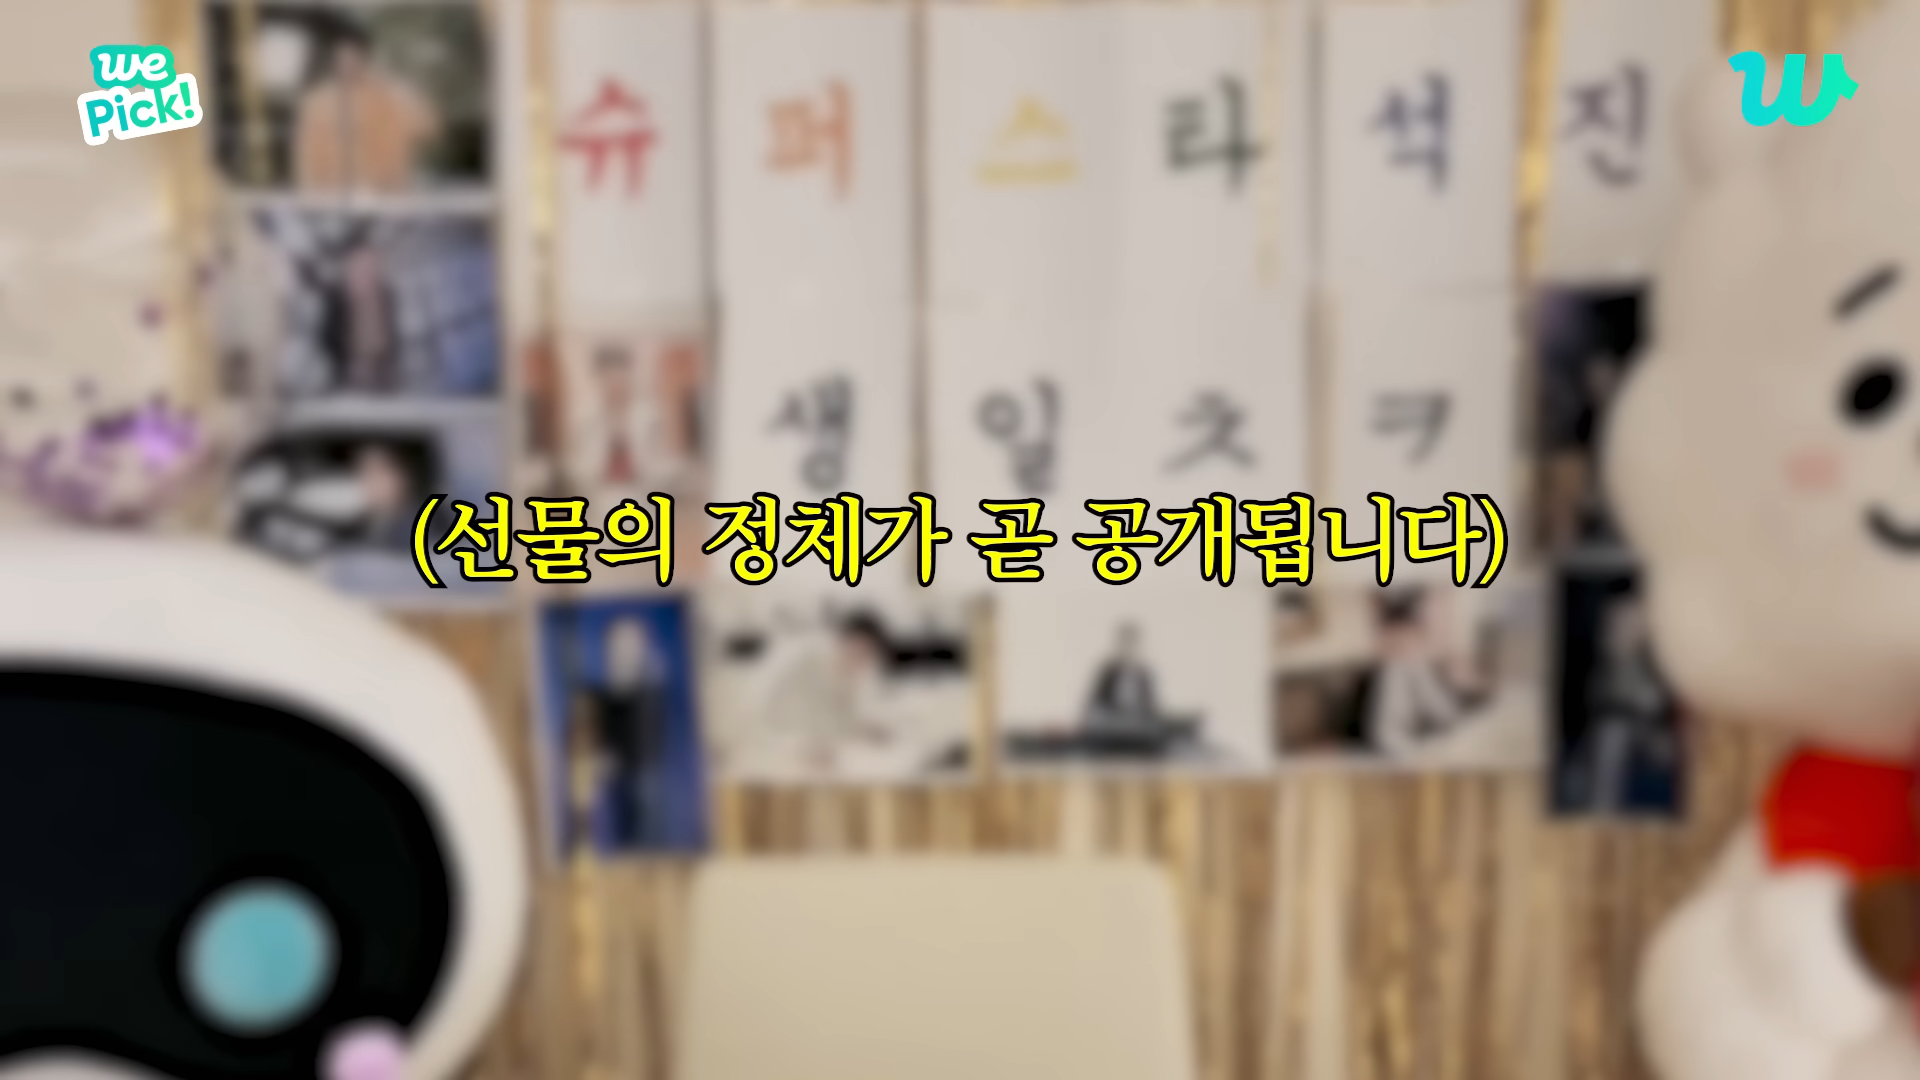 we
Pick!
w
슈 퍼 스 타 석 진
생 일 ㅊ ㅋ
(선물의 정체가 곧 공개됩니다)